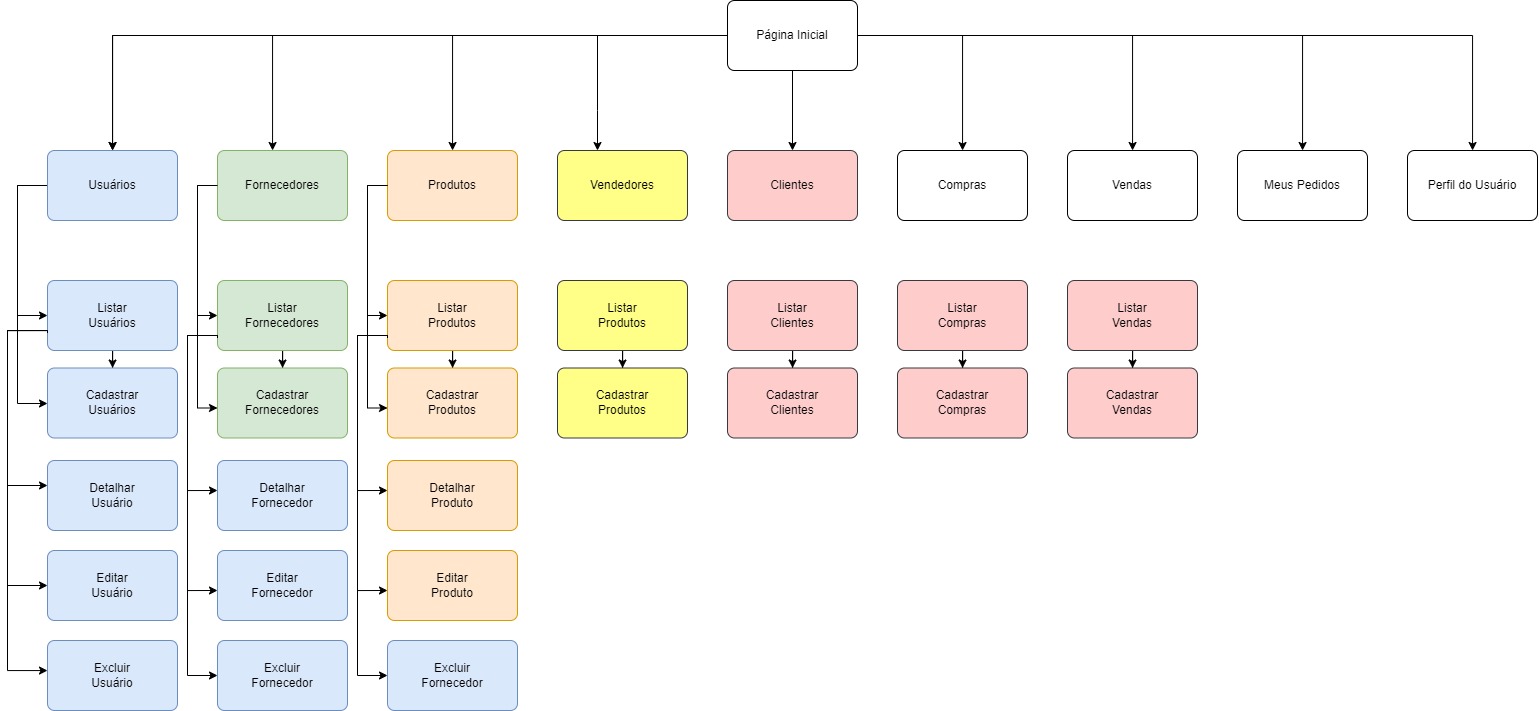 Página Inicial
Usuários
Fornecedores
Produtos
Vendedores
Clientes
Compras
Vendas
Meus Pedidos
Perfil do Usuário
Listar
Usuários
Listar
Fornecedores
Listar
Produtos
Listar
Produtos
Listar
Clientes
Listar
Compras
Listar
Vendas
Cadastrar
Usuários
Cadastrar
Fornecedores
Cadastrar
Produtos
Cadastrar
Produtos
Cadastrar
Clientes
Cadastrar
Compras
Cadastrar
Vendas
Detalhar
Usuário
Detalhar
Fornecedor
Detalhar
Produto
Editar
Usuário
Editar
Fornecedor
Editar
Produto
Excluir
Usuário
Excluir
Fornecedor
Excluir
Fornecedor